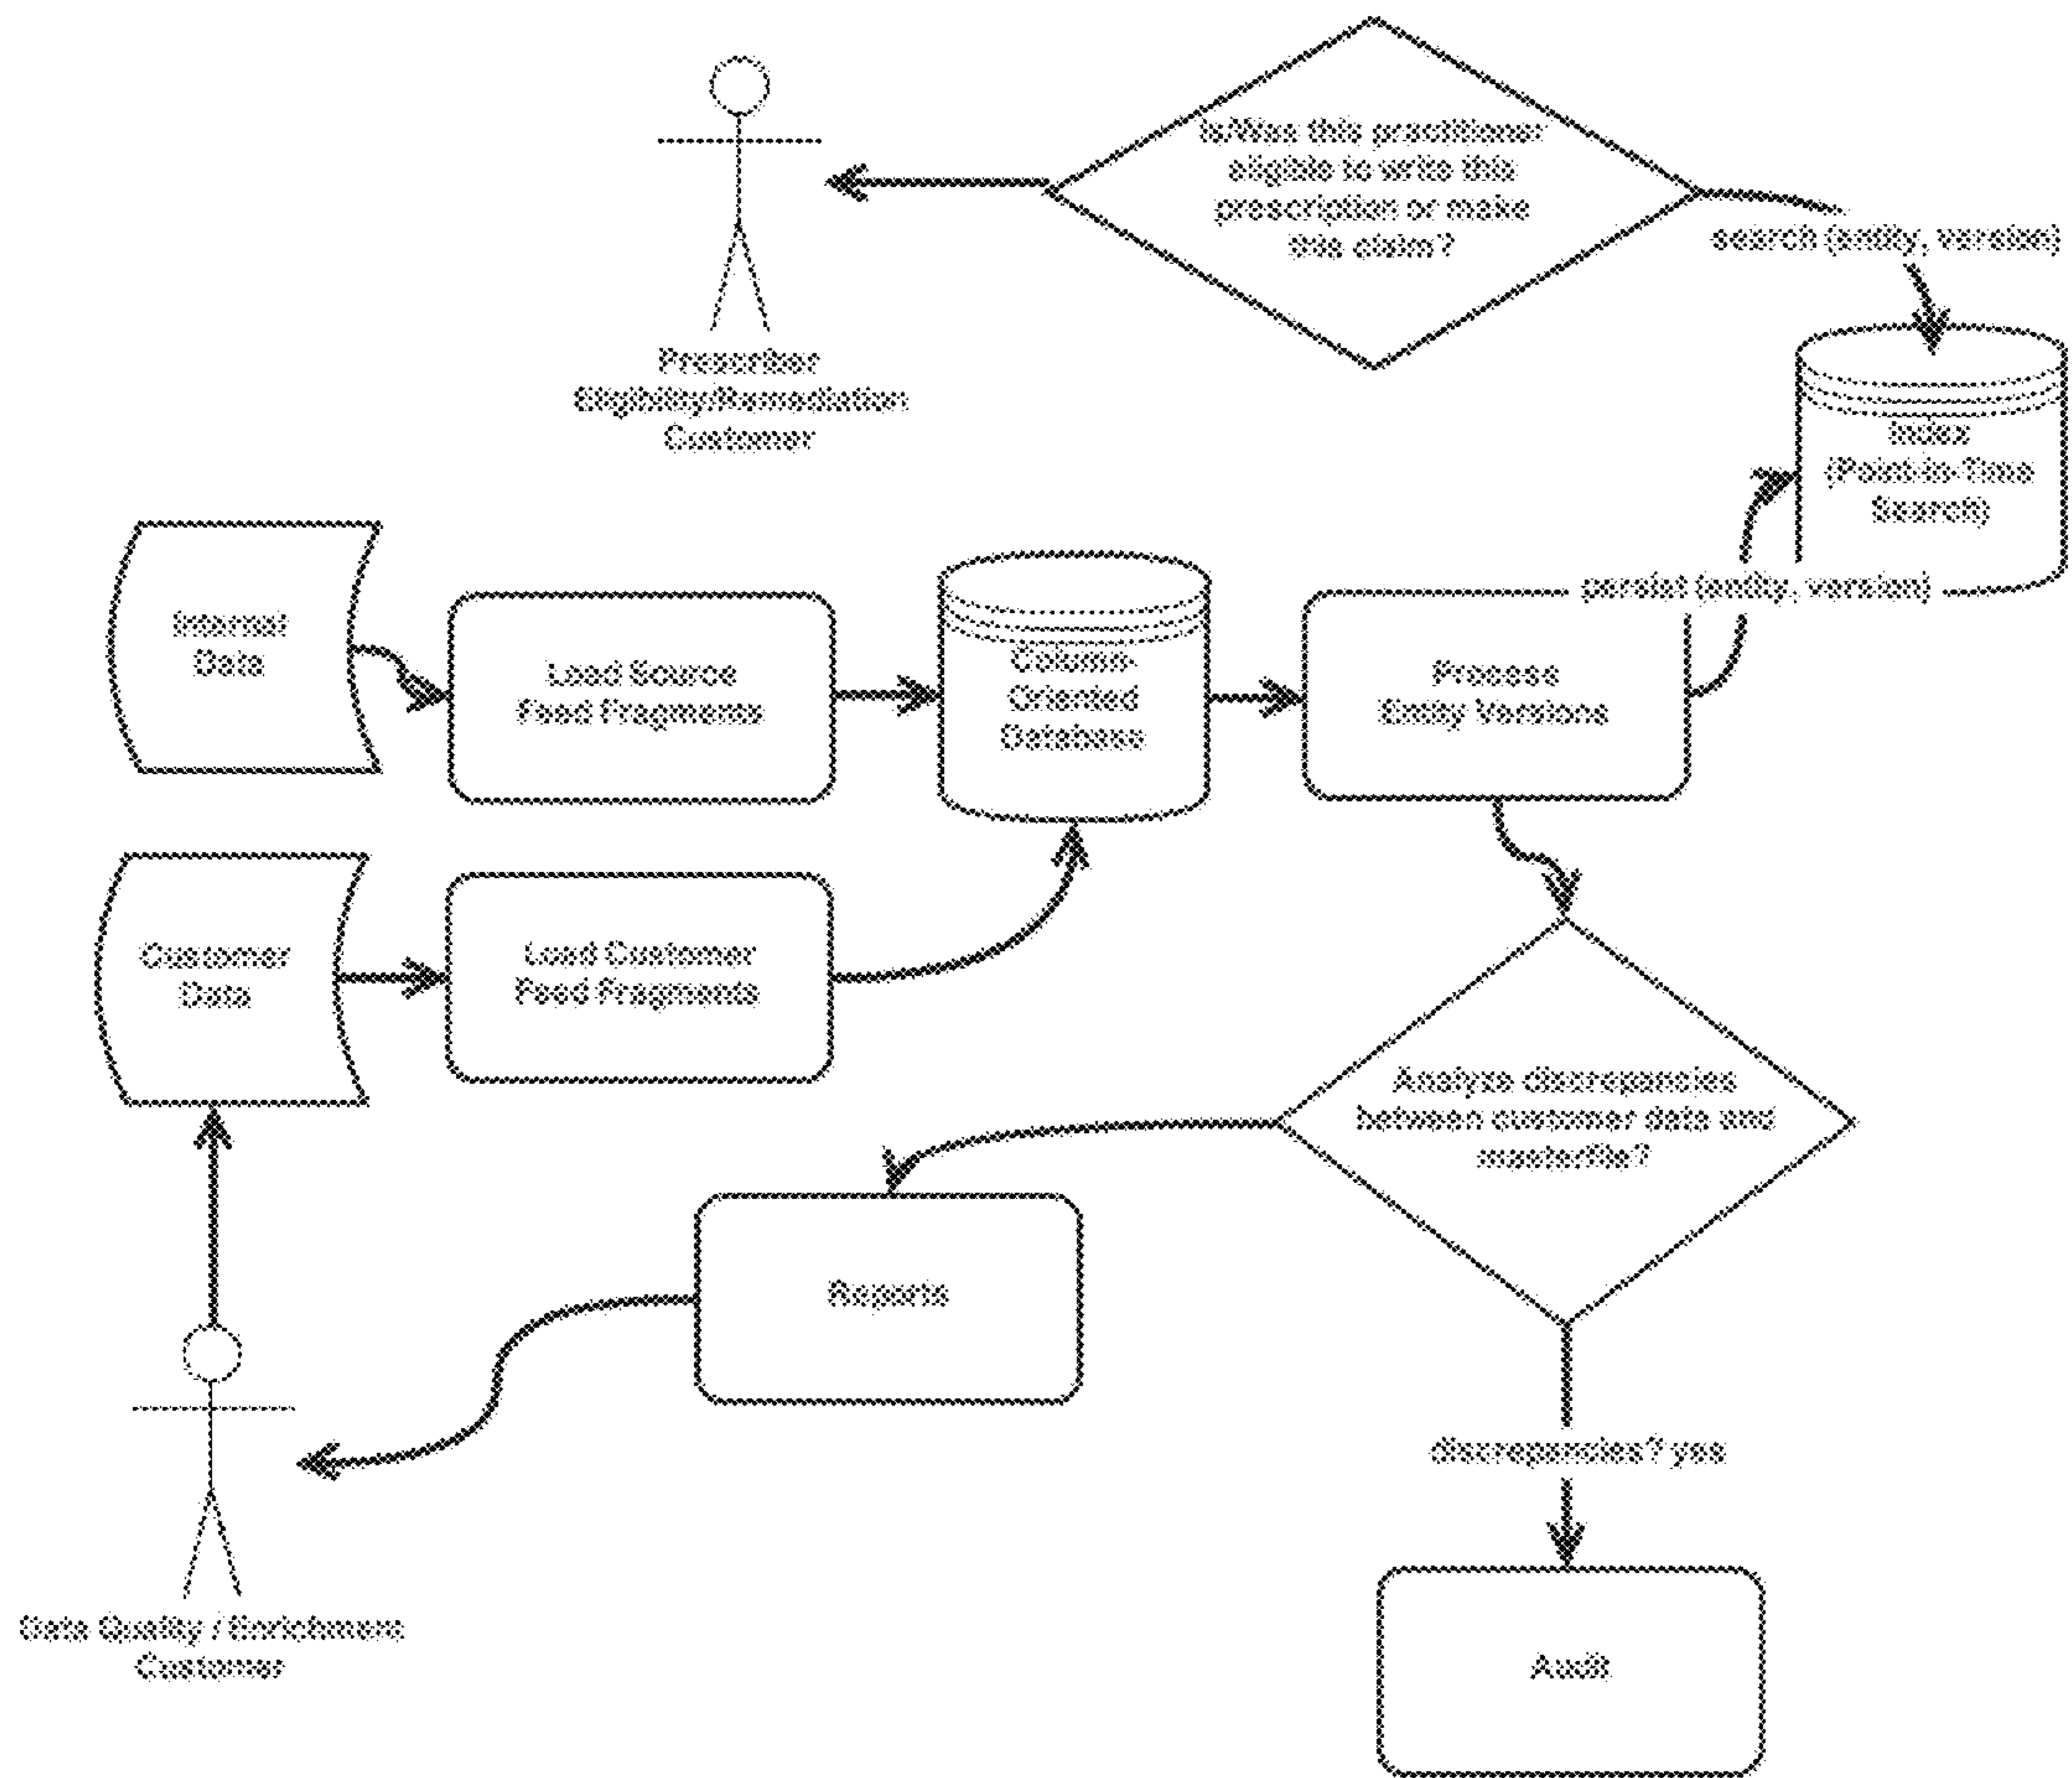 Is/Was this practitioner
eligible to write this
prescription or make
this claim?
search (entity, version)
Prescriber
Eligibility/Remediation
Customer
Index
(Point-in-Time
Search)
persist (entity, version)
Internal
Data
Load Source
Feed Fragments
Column-
Oriented
Database
Process
Entity Versions
Customer
Data
Load Customer
Feed Fragments
Analyze discrepancies
between customer data and
masterfile?
Reports
discrepancies? yes
Data Quality / Enrichment
Customer
Audit